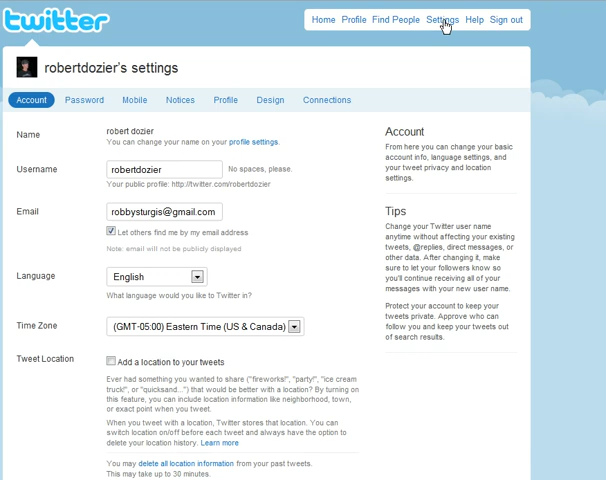 twitter
Home Profile Find People Settings Help Sign out
robertdozier's settings
Account Password Mobile Notices Profile Design Connections
Name
robert dozier
You can change your name on your profile settings.
Username
robertdozier
No spaces, please.
Your public profile: http://twitter.com/robertdozier
Email
robbysturgis@gmail.com
Let others find me by my email address
Note: email will not be publicly displayed
Language
English
What language would you like to Twitter in?
Time Zone
(GMT-05:00) Eastern Time (US & Canada)
Tweet Location
Add a location to your tweets
Ever had something you wanted to share ("fireworks!", "party!", "ice cream
truck!", or "quicksand...") that would be better with a location? By turning on
this feature, you can include location information like neighborhood, town,
or exact point when you tweet.
When you tweet with a location, Twitter stores that location. You can
switch location on/off before each tweet and always have the option to
delete your location history. Learn more
You may delete all location information from your past tweets.
This may take up to 30 minutes.
Account
From here you can change your basic
account info, language settings, and
your tweet privacy and location
settings.
Tips
Change your Twitter user name
anytime without affecting your existing
tweets, @replies, direct messages, or
other data. After changing it, make
sure to let your followers know so
you'll continue receiving all of your
messages with your new user name.
Protect your account to keep your
tweets private. Approve who can
follow you and keep your tweets out
of search results.